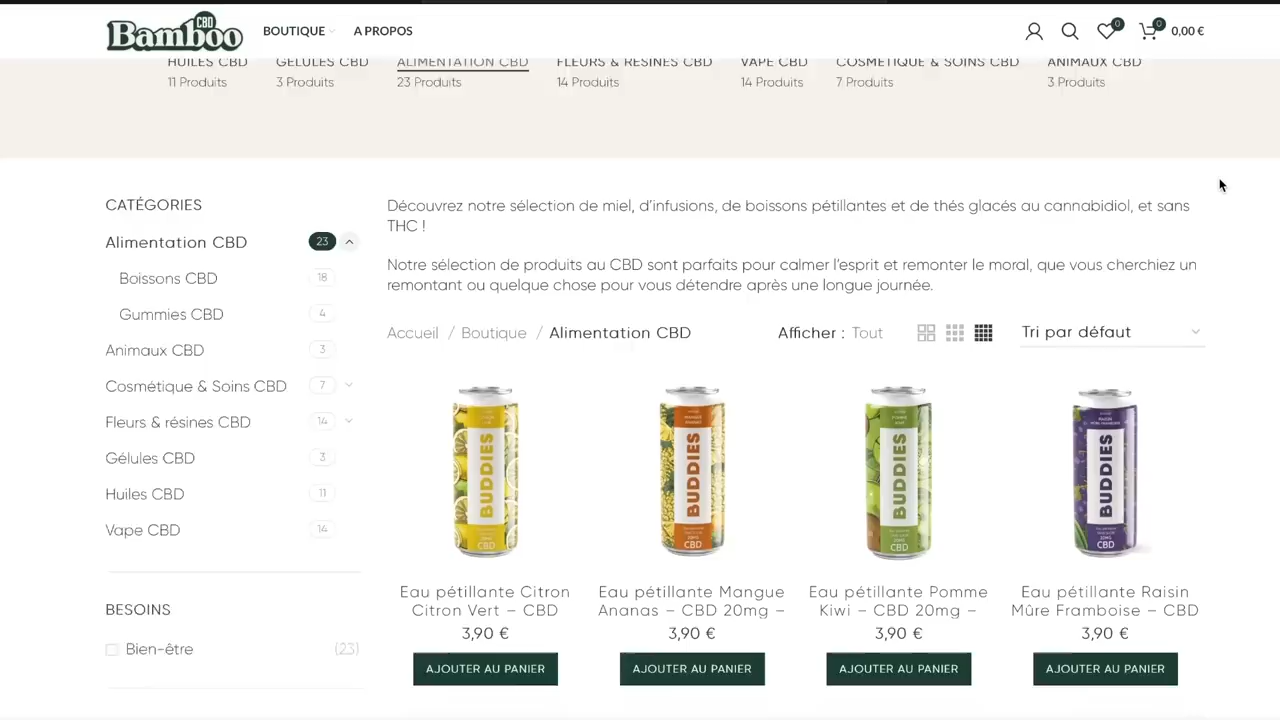 CBD
Bamboo
BOUTIQUE
A PROPOS
0
0
0,00 €
HUILES CBD
11 Produits
GÉLULES CBD
3 Produits
ALIMENTATION CBD
23 Produits
FLEURS & RÉSINES CBD
14 Produits
VAPE CBD
14 Produits
COSMÉTIQUE & SOINS CBD
7 Produits
ANIMAUX CBD
3 Produits
CATÉGORIES
Alimentation CBD 23
Boissons CBD 18
Gummies CBD 4
Animaux CBD 3
Cosmétique & Soins CBD 7
Fleurs & résines CBD 14
Gélules CBD 3
Huiles CBD 11
Vape CBD 14
BESOINS
Bien-être (23)
Découvrez notre sélection de miel, d’infusions, de boissons pétillantes et de thés glacés au cannabidiol, et sans
THC !
Notre sélection de produits au CBD sont parfaits pour calmer l’esprit et remonter le moral, que vous cherchiez un
remontant ou quelque chose pour vous détendre après une longue journée.
Accueil / Boutique / Alimentation CBD
Afficher : Tout
Tri par défaut
BUDDIES
CBD
Eau pétillante Citron
Citron Vert – CBD
3,90 €
AJOUTER AU PANIER
BUDDIES
CBD
Eau pétillante Mangue
Ananas – CBD 20mg –
3,90 €
AJOUTER AU PANIER
BUDDIES
CBD
Eau pétillante Pomme
Kiwi – CBD 20mg –
3,90 €
AJOUTER AU PANIER
BUDDIES
CBD
Eau pétillante Raisin
Mûre Framboise – CBD
3,90 €
AJOUTER AU PANIER